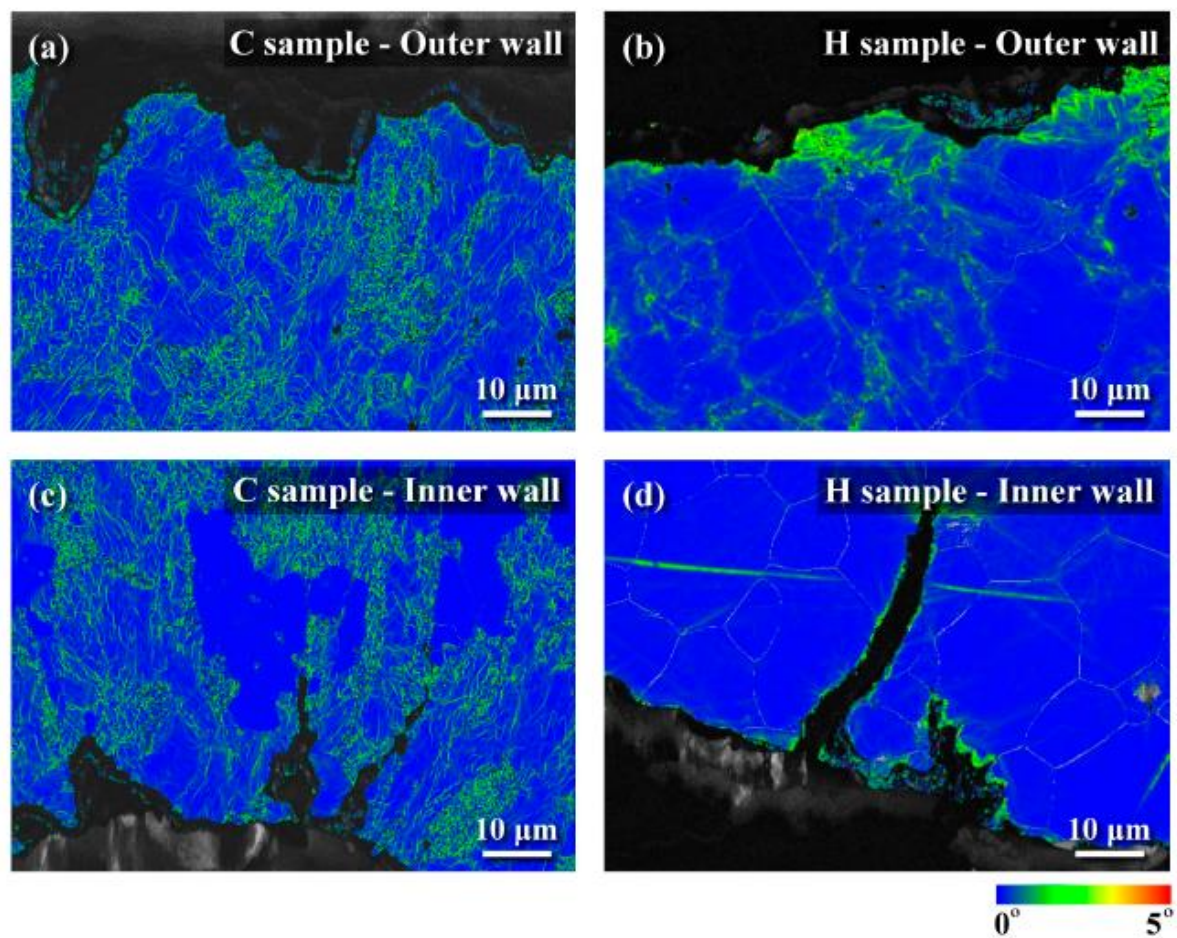 (a) C sample - Outer wall
10 μm
(b) H sample - Outer wall
10 μm
(c) C sample - Inner wall
10 μm
(d) H sample - Inner wall
10 μm
0° 5°